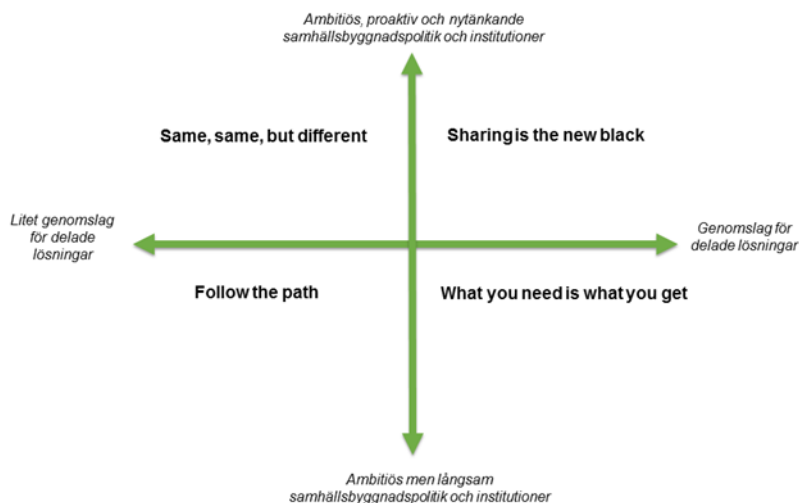 Ambitiös, proaktiv och nytänkande
samhällsbyggnadspolitik och institutioner
Same, same, but different
Sharing is the new black
Litet genomslag
för delade
lösningar
Genomslag för
delade lösningar
Follow the path
What you need is what you get
Ambitiös men långsam
samhällsbyggnadspolitik och institutioner